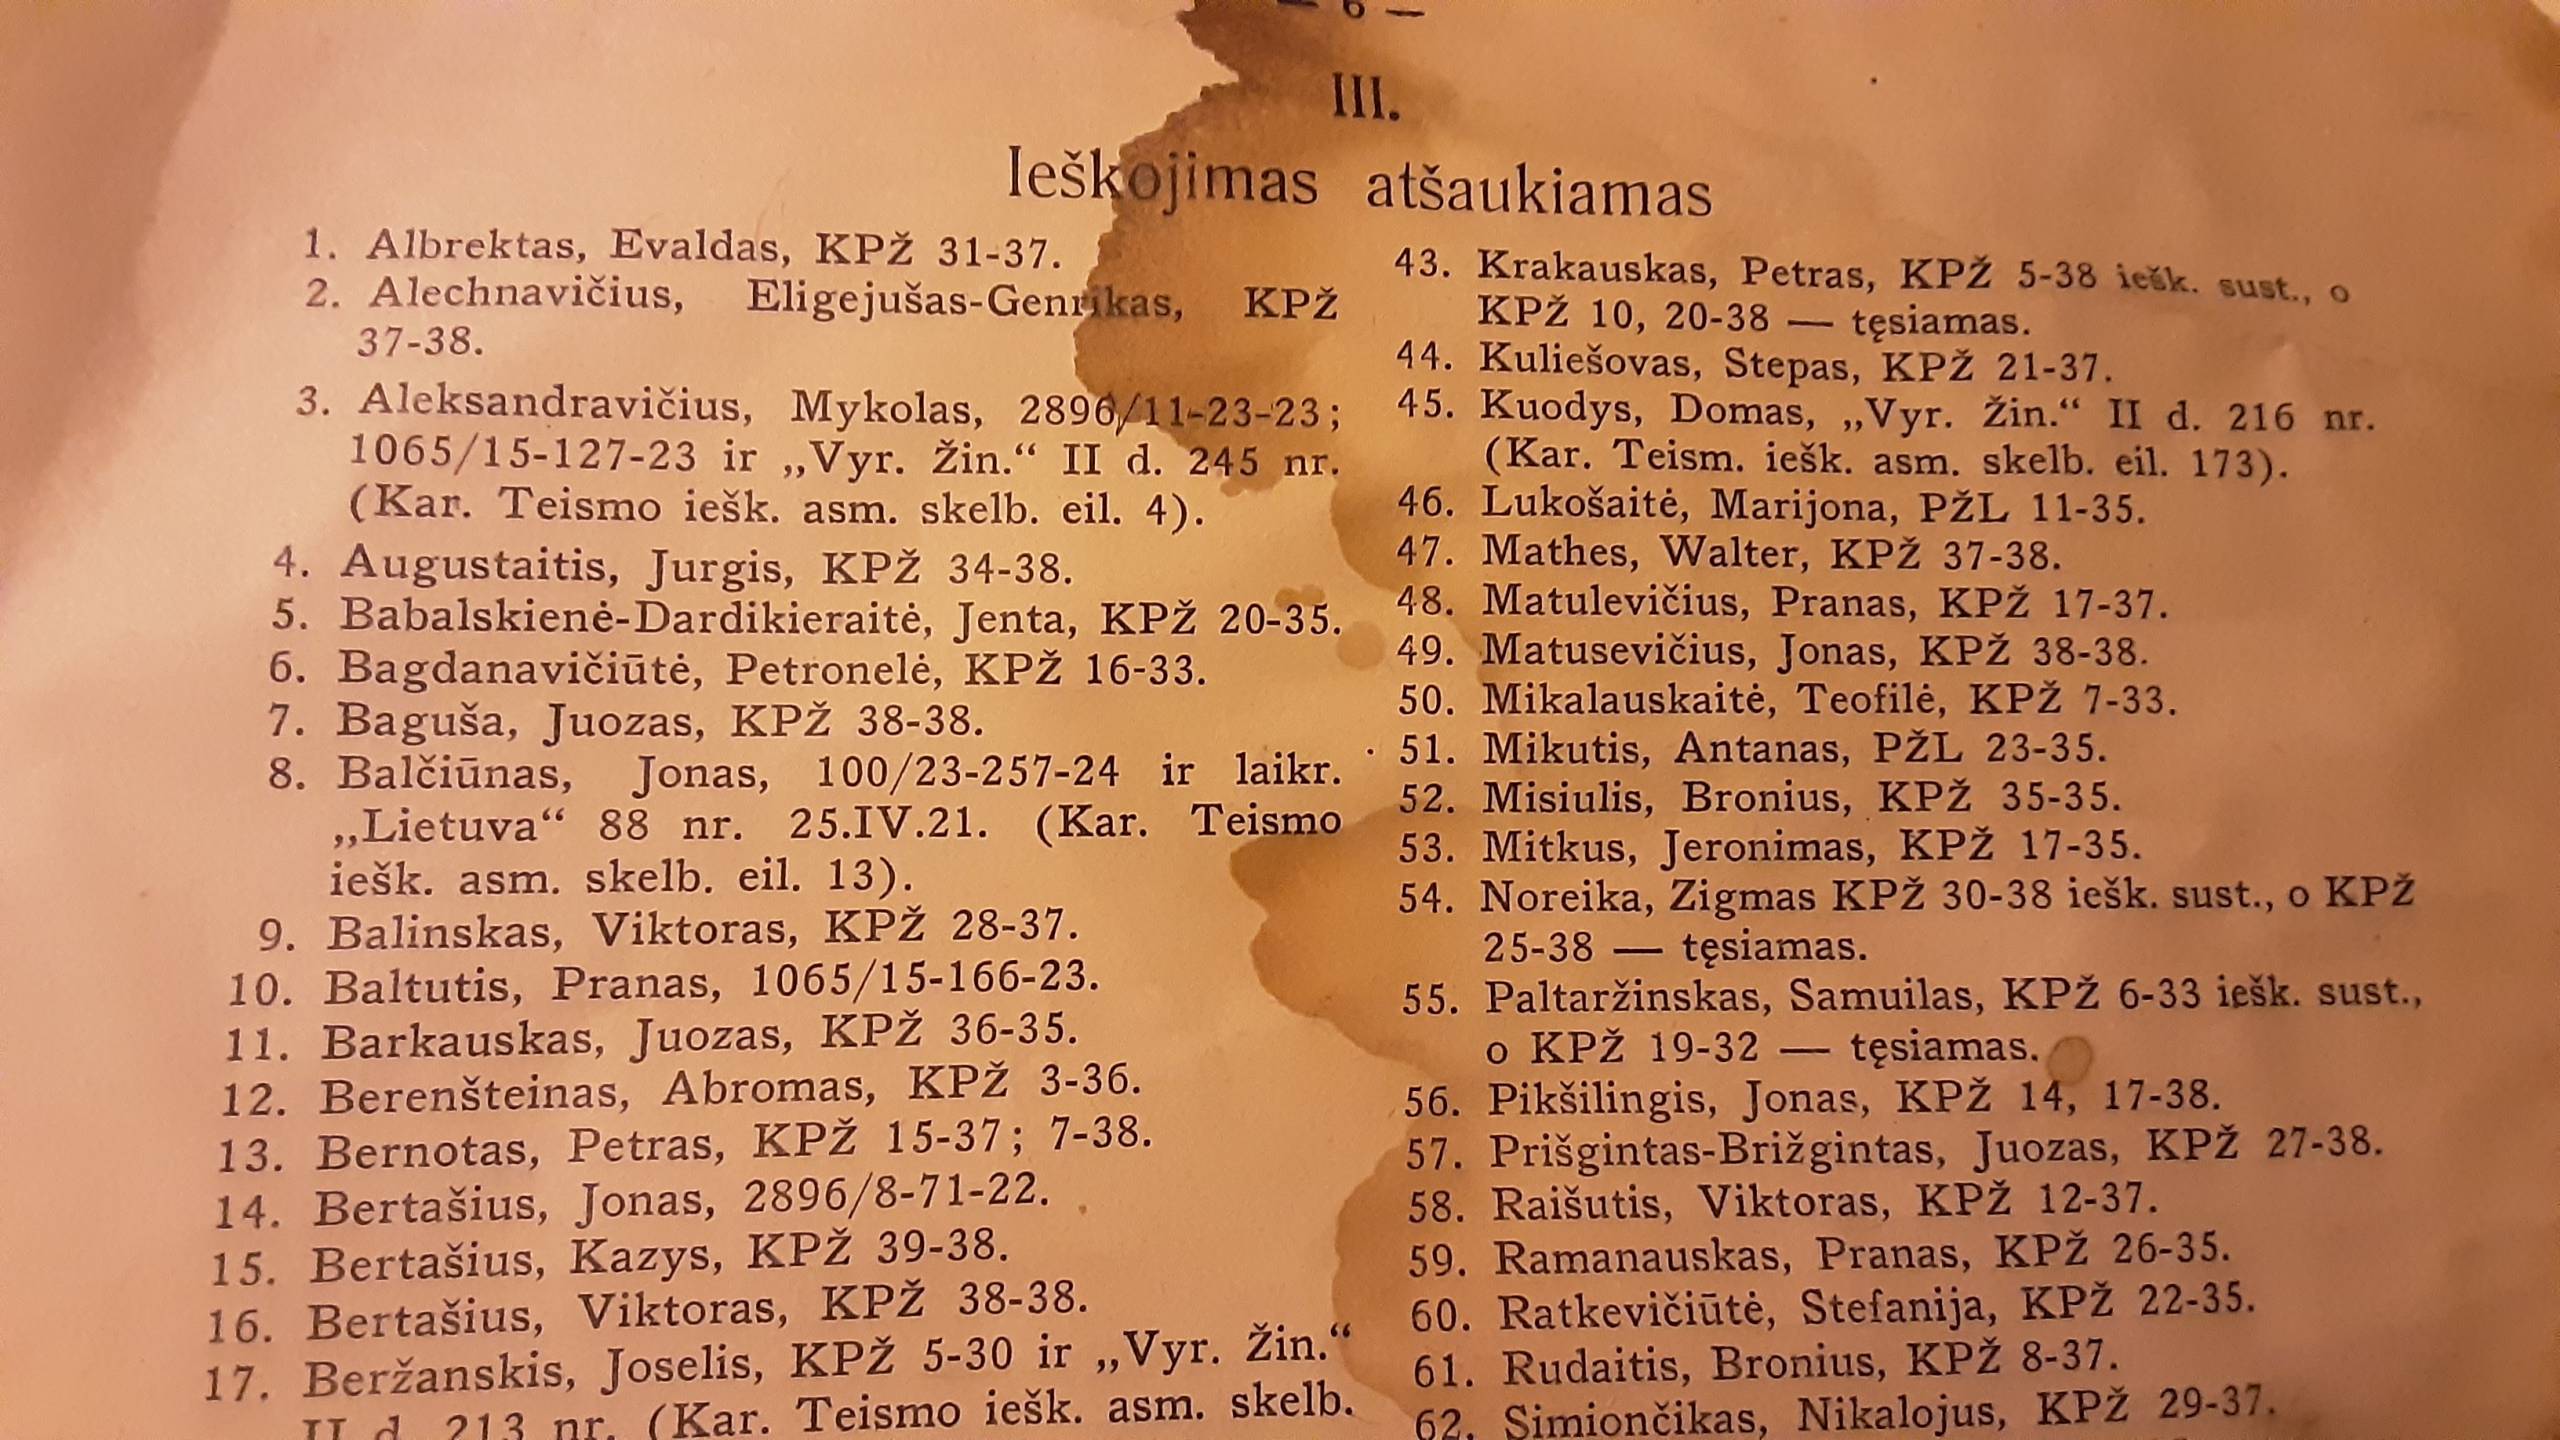 — 6 —
III.
Ieškojimas atšaukiamas
1. Albrektas, Evaldas, KPŽ 31-37.
2. Alechnavičius, Eligejušas-Genrikas, KPŽ
37-38.
3. Aleksandravičius, Mykolas, 2896/11-23-23;
1065/15-127-23 ir „Vyr. Žin.“ II d. 245 nr.
(Kar. Teismo iešk. asm. skelb. eil. 4).
4. Augustaitis, Jurgis, KPŽ 34-38.
5. Babalskienė-Dardikieraitė, Jenta, KPŽ 20-35.
6. Bagdanavičiūtė, Petronelė, KPŽ 16-33.
7. Baguša, Juozas, KPŽ 38-38.
8. Balčiūnas, Jonas, 100/23-257-24 ir laikr.
„Lietuva“ 88 nr. 25.IV.21. (Kar. Teismo
iešk. asm. skelb. eil. 13).
9. Balinskas, Viktoras, KPŽ 28-37.
10. Baltutis, Pranas, 1065/15-166-23.
11. Barkauskas, Juozas, KPŽ 36-35.
12. Berenšteinas, Abromas, KPŽ 3-36.
13. Bernotas, Petras, KPŽ 15-37; 7-38.
14. Bertašius, Jonas, 2896/8-71-22.
15. Bertašius, Kazys, KPŽ 39-38.
16. Bertašius, Viktoras, KPŽ 38-38.
17. Beržanskis, Joselis, KPŽ 5-30 ir „Vyr. Žin.“
II d. 213 nr. (Kar. Teismo iešk. asm. skelb.
43. Krakauskas, Petras, KPŽ 5-38 iešk. sust., o
KPŽ 10, 20-38 — tęsiamas.
44. Kuliešovas, Stepas, KPŽ 21-37.
45. Kuodys, Domas, „Vyr. Žin.“ II d. 216 nr.
(Kar. Teism. iešk. asm. skelb. eil. 173).
46. Lukošaitė, Marijona, PŽL 11-35.
47. Mathes, Walter, KPŽ 37-38.
48. Matulevičius, Pranas, KPŽ 17-37.
49. Matusevičius, Jonas, KPŽ 38-38.
50. Mikalauskaitė, Teofilė, KPŽ 7-33.
51. Mikutis, Antanas, PŽL 23-35.
52. Misiulis, Bronius, KPŽ 35-35.
53. Mitkus, Jeronimas, KPŽ 17-35.
54. Noreika, Zigmas KPŽ 30-38 iešk. sust., o KPŽ
25-38 — tęsiamas.
55. Paltaržinskas, Samuilas, KPŽ 6-33 iešk. sust.,
o KPŽ 19-32 — tęsiamas.
56. Pikšilingis, Jonas, KPŽ 14, 17-38.
57. Prišgintas-Brižgintas, Juozas, KPŽ 27-38.
58. Raišutis, Viktoras, KPŽ 12-37.
59. Ramanauskas, Pranas, KPŽ 26-35.
60. Ratkevičiūtė, Stefanija, KPŽ 22-35.
61. Rudaitis, Bronius, KPŽ 8-37.
62. Simiončikas, Nikalojus, KPŽ 29-37.